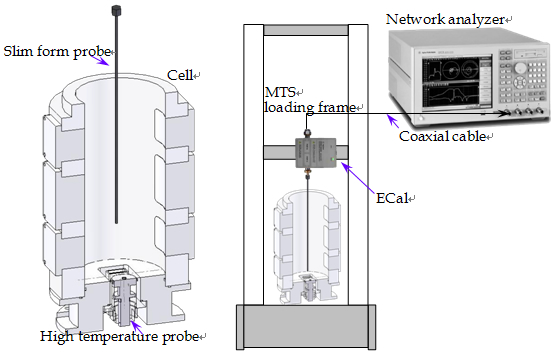 Network analyzer
Slim form probe
Cell
MTS
loading frame
Coaxial cable
ECal
High temperature probe